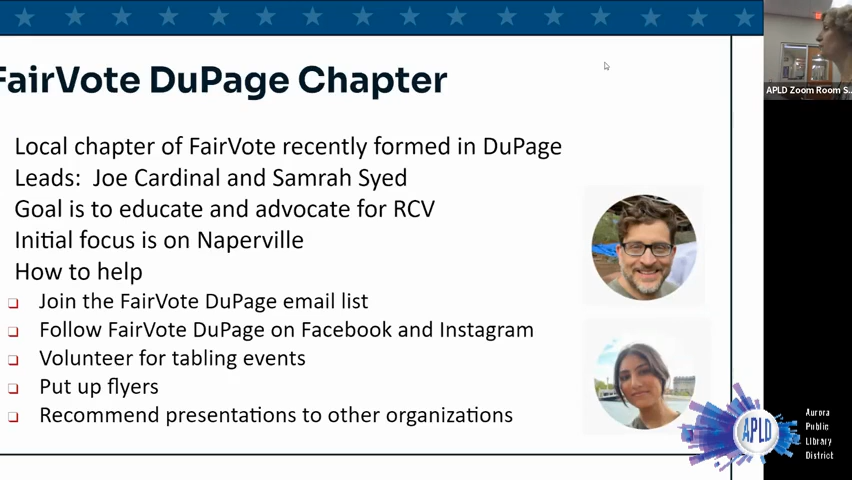 FairVote DuPage Chapter
Local chapter of FairVote recently formed in DuPage
Leads: Joe Cardinal and Samrah Syed
Goal is to educate and advocate for RCV
Initial focus is on Naperville
How to help
Join the FairVote DuPage email list
Follow FairVote DuPage on Facebook and Instagram
Volunteer for tabling events
Put up flyers
Recommend presentations to other organizations
APLD Zoom Room S...
APLD
Aurora
Public
Library
District